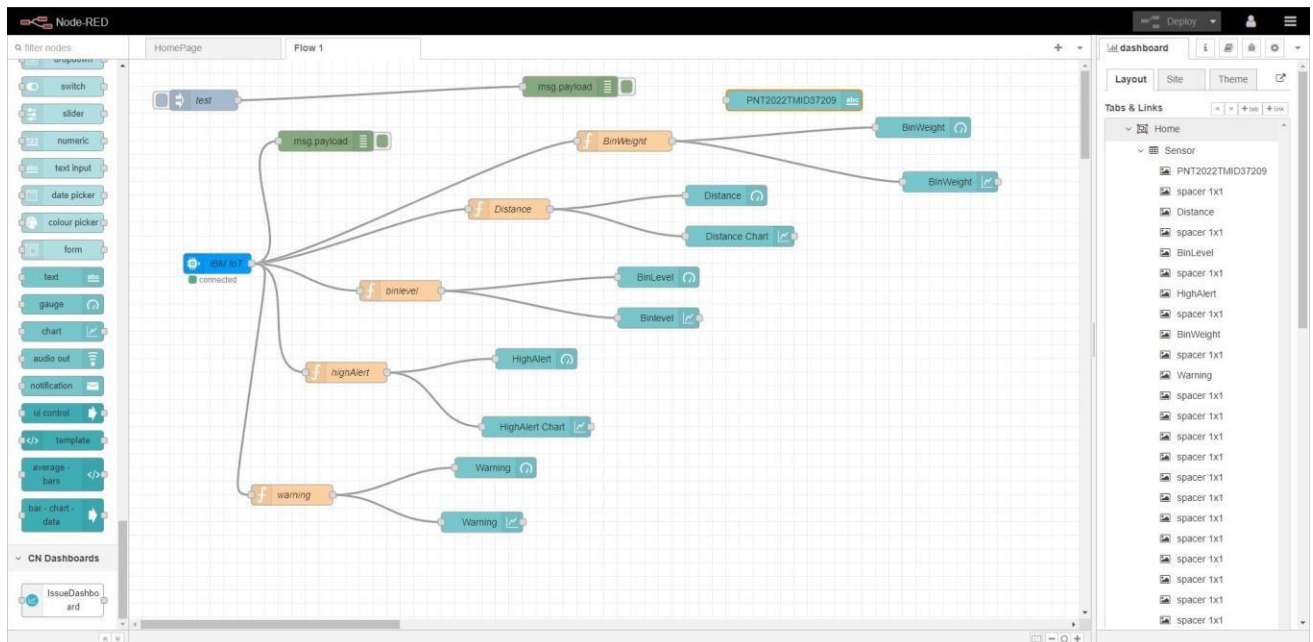 Node-RED
Deploy
filter nodes
dropdown
switch
slider
numeric
text input
date picker
colour picker
form
text
abc
gauge
chart
audio out
notification
ui control
template
average - bars
bar - chart - data
CN Dashboards
IssueDashbo
ard
HomePage
Flow 1
test
msg.payload
PNT2022TMID37209
abc
msg.payload
BinWeight
BinWeight
BInWeight
Distance
Distance
Distance Chart
IBM IoT
connected
binlevel
BinLevel
Binlevel
highAlert
HighAlert
HighAlert Chart
warning
Warning
Warning
dashboard
Layout
Site
Theme
Tabs & Links
tab
link
Home
Sensor
PNT2022TMID37209
spacer 1x1
Distance
spacer 1x1
BinLevel
spacer 1x1
HighAlert
spacer 1x1
BinWeight
spacer 1x1
Warning
spacer 1x1
spacer 1x1
spacer 1x1
spacer 1x1
spacer 1x1
spacer 1x1
spacer 1x1
spacer 1x1
spacer 1x1
spacer 1x1
spacer 1x1
spacer 1x1